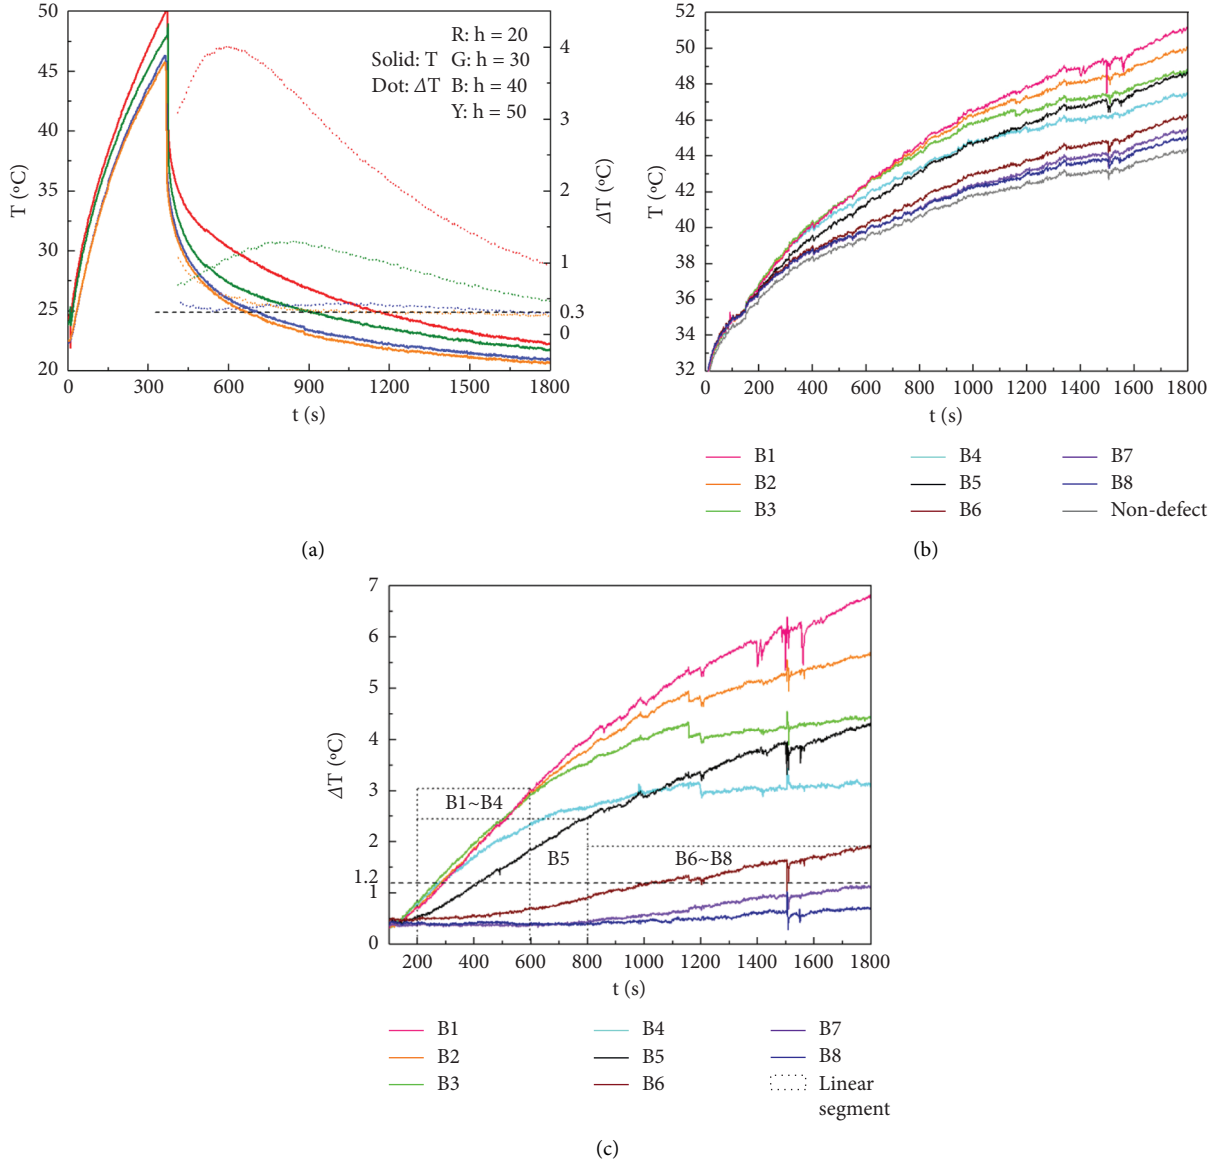 50
45
40
35
30
25
20
T (ºC)
R: h = 20
Solid: T G: h = 30
Dot: ΔT B: h = 40
Y: h = 50
4
3
2
1
0.3
0
ΔT (ºC)
0 300 600 900 1200 1500 1800
t (s)
(a)
52
50
48
46
44
42
40
38
36
34
32
T (ºC)
0 200 400 600 800 1000 1200 1400 1600 1800
t (s)
B1 B4 B7
B2 B5 B8
B3 B6 Non-defect
(b)
7
6
5
4
3
2
1.2
1
0
ΔT (ºC)
B1~B4
B5
B6~B8
200 400 600 800 1000 1200 1400 1600 1800
t (s)
B1 B4 B7
B2 B5 B8
B3 B6 Linear
segment
(c)